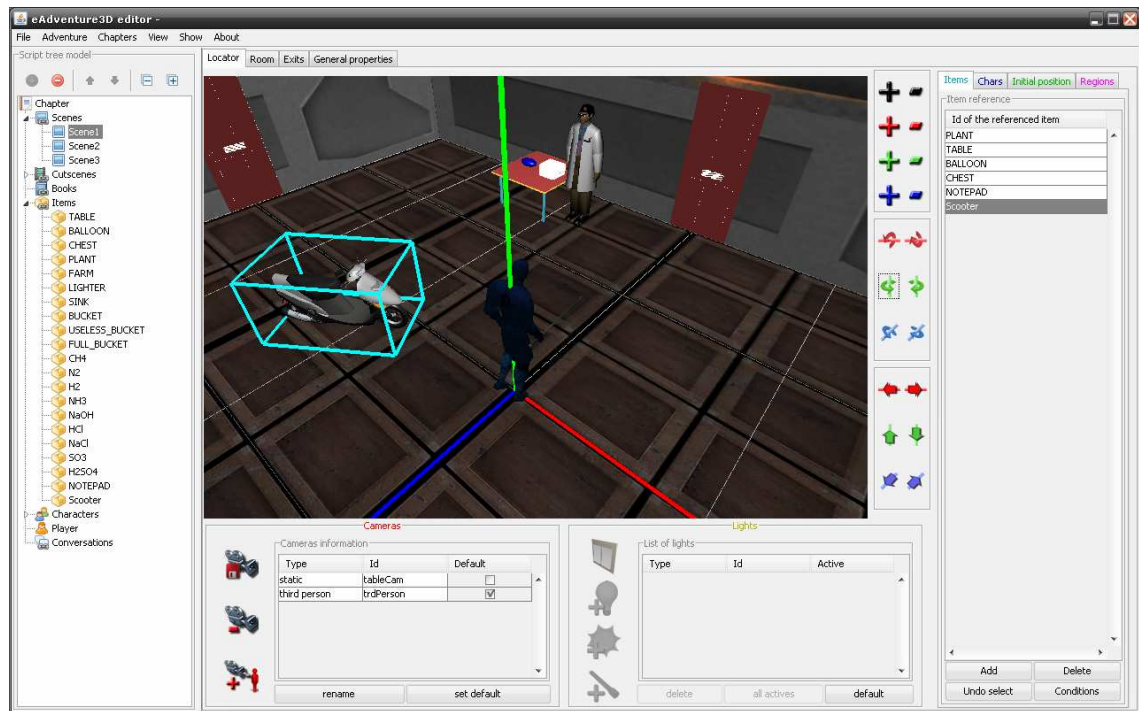 eAdventure3D editor -
File Adventure Chapters View Show About
Script tree model
Chapter
Scenes
Scene1
Scene2
Scene3
Cutscenes
Books
Items
TABLE
BALLOON
CHEST
PLANT
FARM
LIGHTER
SINK
BUCKET
USELESS_BUCKET
FULL_BUCKET
CH4
N2
H2
NH3
NaOH
HCl
NaCl
SO3
H2SO4
NOTEPAD
Scooter
Characters
Player
Conversations
Locator Room Exits General properties
Cameras
Cameras information
Type Id Default
static tableCam
third person trdPerson
rename set default
Lights
List of lights
Type Id Active
delete all actives default
Items Chars Initial position Regions
Item reference
Id of the referenced item
PLANT
TABLE
BALLOON
CHEST
NOTEPAD
Scooter
Add Delete
Undo select Conditions